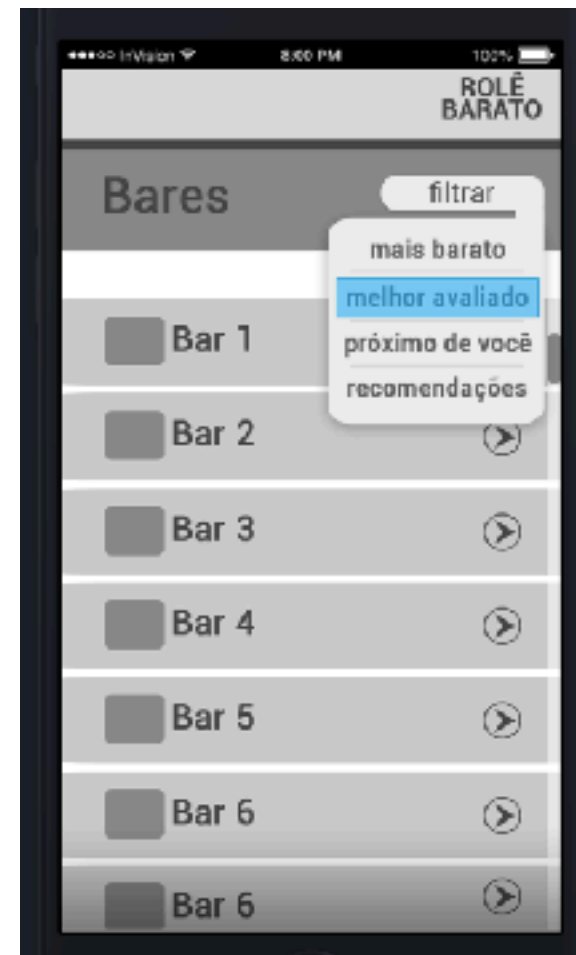 InVision
8:00 PM
100%
ROLÊ
BARATO
Bares
filtrar
mais barato
melhor avaliado
próximo de você
recomendações
Bar 1
Bar 2
Bar 3
Bar 4
Bar 5
Bar 6
Bar 6